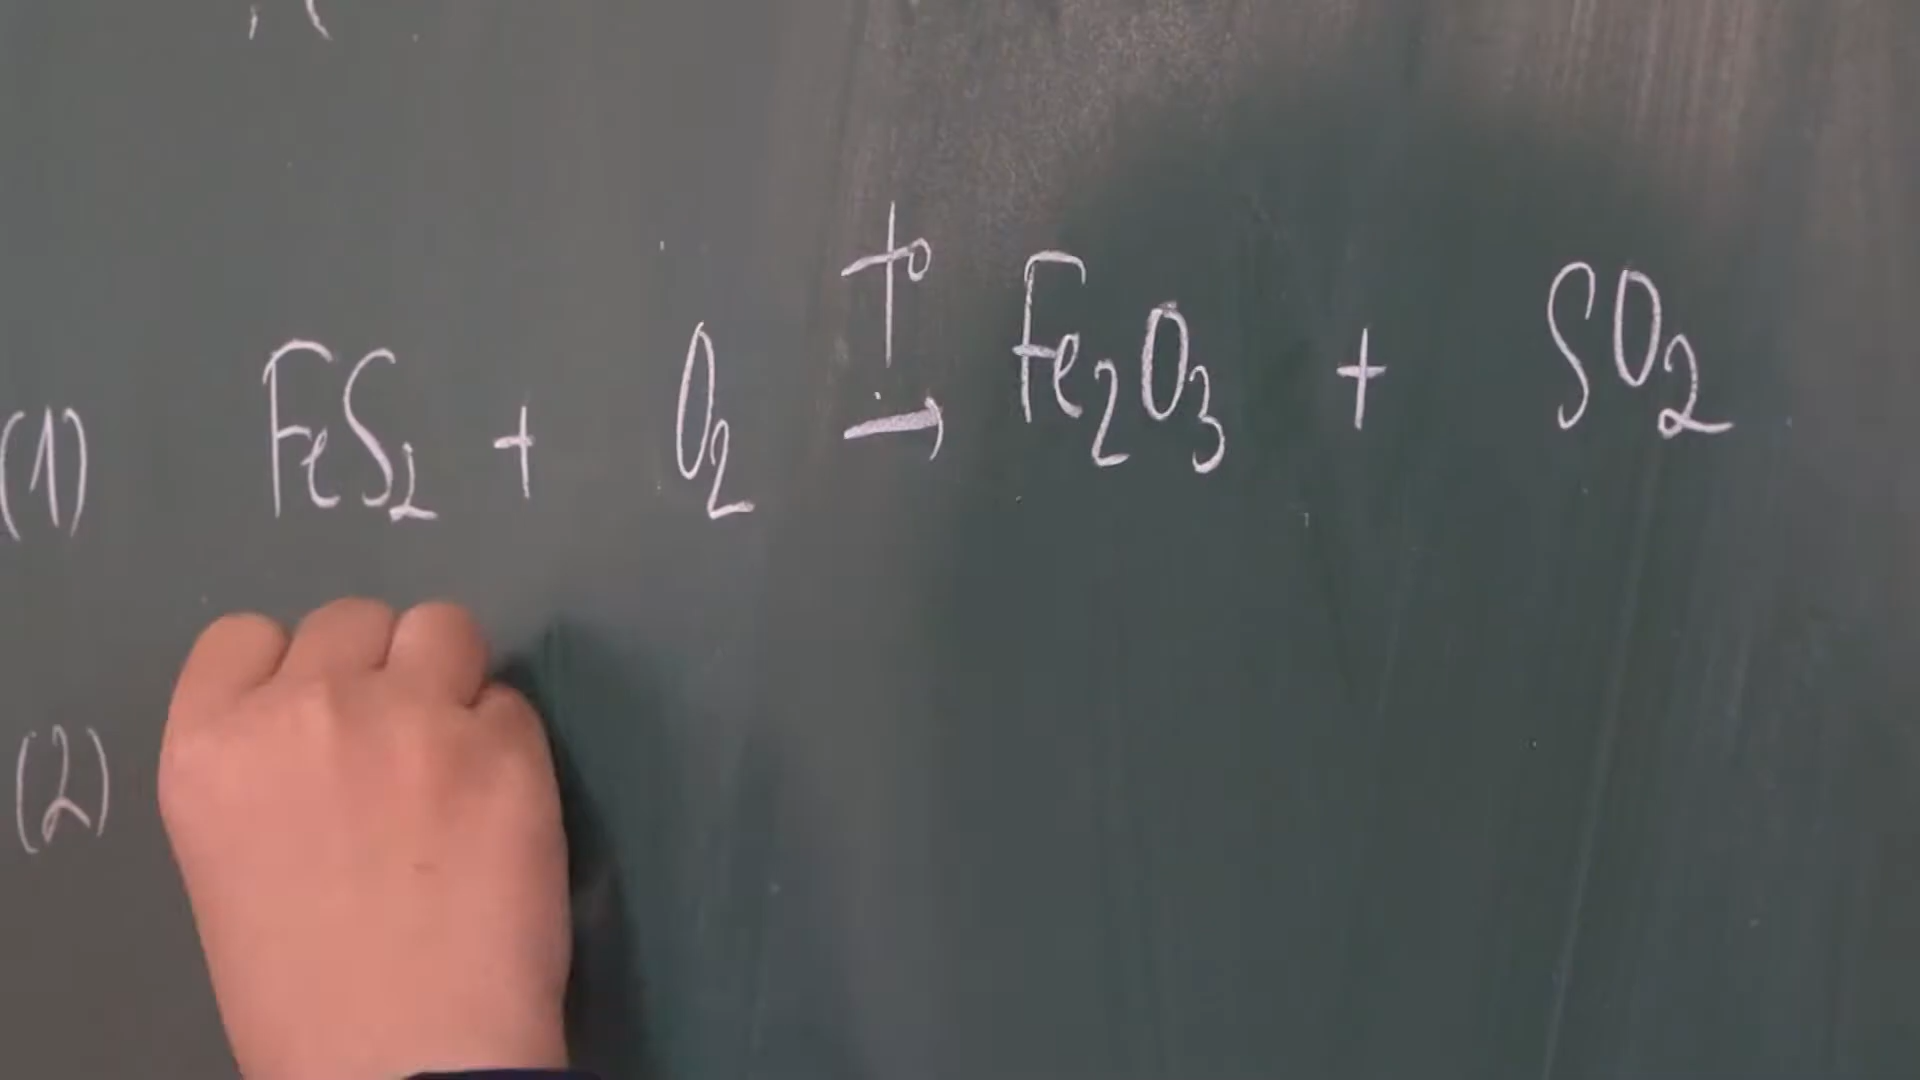 (1) FeS₂ + O₂ →t° Fe₂O₃ + SO₂
(2)